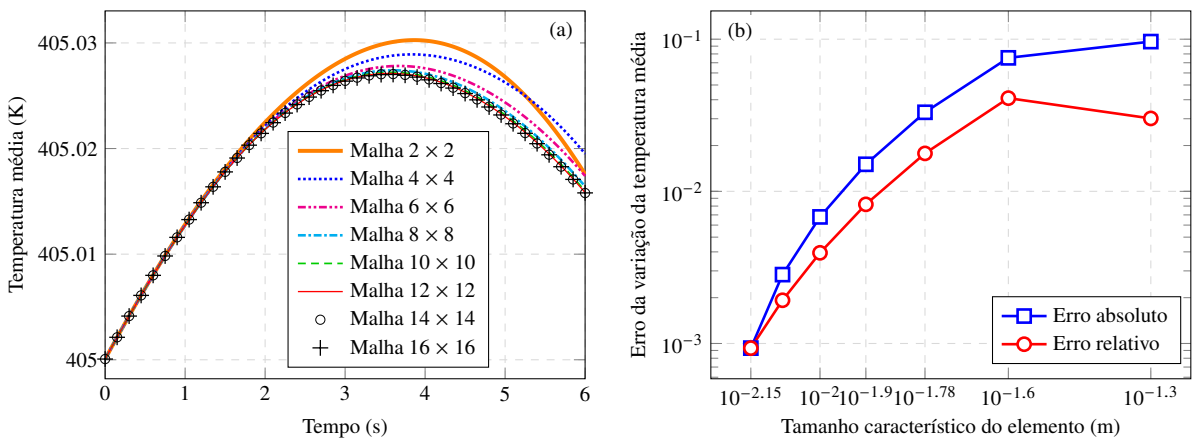 (a)
Temperatura média (K)
405.03
405.02
405.01
405
Malha 2 × 2
Malha 4 × 4
Malha 6 × 6
Malha 8 × 8
Malha 10 × 10
Malha 12 × 12
Malha 14 × 14
Malha 16 × 16
0 1 2 3 4 5 6
Tempo (s)
(b)
Erro da variação da temperatura média
10^−1
10^−2
10^−3
Erro absoluto
Erro relativo
10^−2.15 10^−2 10^−1.9 10^−1.78 10^−1.6 10^−1.3
Tamanho característico do elemento (m)